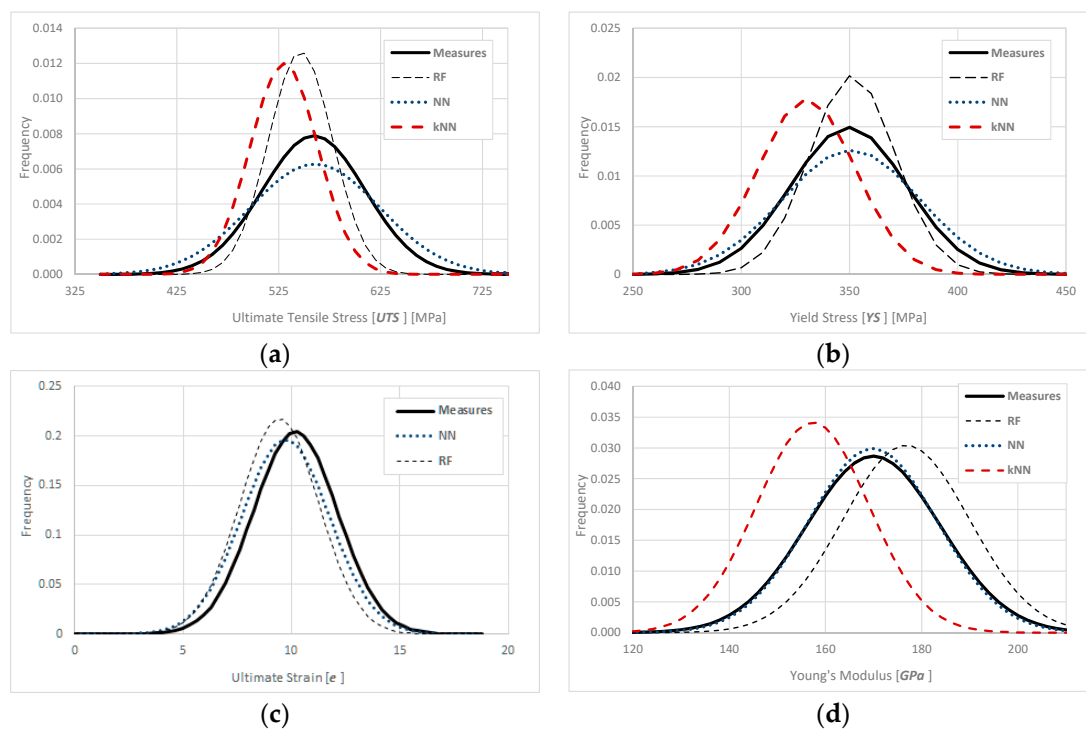 0.014
0.012
0.010
0.008
0.006
0.004
0.002
0.000
Frequency
325
425
525
625
725
Ultimate Tensile Stress [UTS ] [MPa]
Measures
RF
NN
kNN
(a)
0.025
0.02
0.015
0.01
0.005
0
Frequency
250
300
350
400
450
Yield Stress [YS ] [MPa]
Measures
RF
NN
kNN
(b)
0.25
0.2
0.15
0.1
0.05
0
Frequency
0
5
10
15
20
Ultimate Strain [e ]
Measures
NN
RF
(c)
0.040
0.035
0.030
0.025
0.020
0.015
0.010
0.005
0.000
Frequency
120
140
160
180
200
Young's Modulus [GPa ]
Measures
RF
NN
kNN
(d)